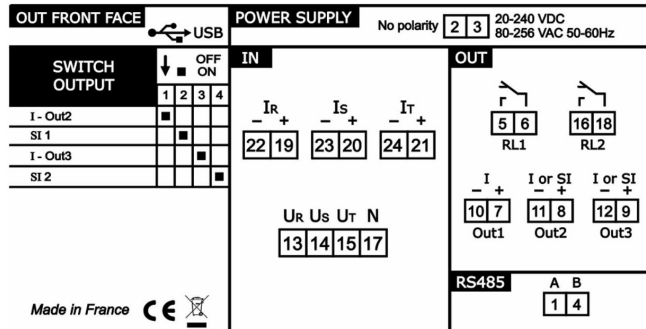 OUT FRONT FACE
USB
POWER SUPPLY
No polarity 2 3 20-240 VDC
80-256 VAC 50-60Hz
SWITCH
OUTPUT
OFF
ON
1 2 3 4
I - Out2
SI 1
I - Out3
SI 2
Made in France CE
IN
IR IS IT
− + − + − +
22 19 23 20 24 21
UR US UT N
13 14 15 17
OUT
5 6 16 18
RL1 RL2
I I or SI I or SI
− + − + − +
10 7 11 8 12 9
Out1 Out2 Out3
RS485
A B
1 4